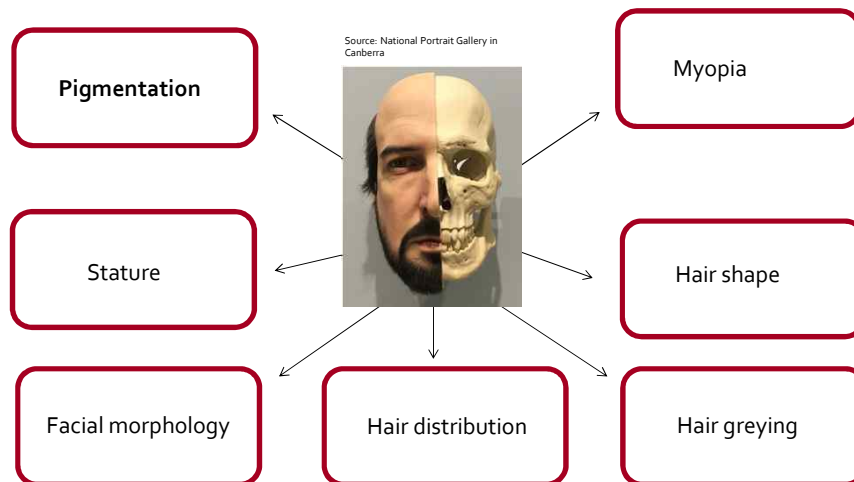 Source: National Portrait Gallery in
Canberra
Pigmentation
Myopia
Stature
Hair shape
Facial morphology
Hair distribution
Hair greying